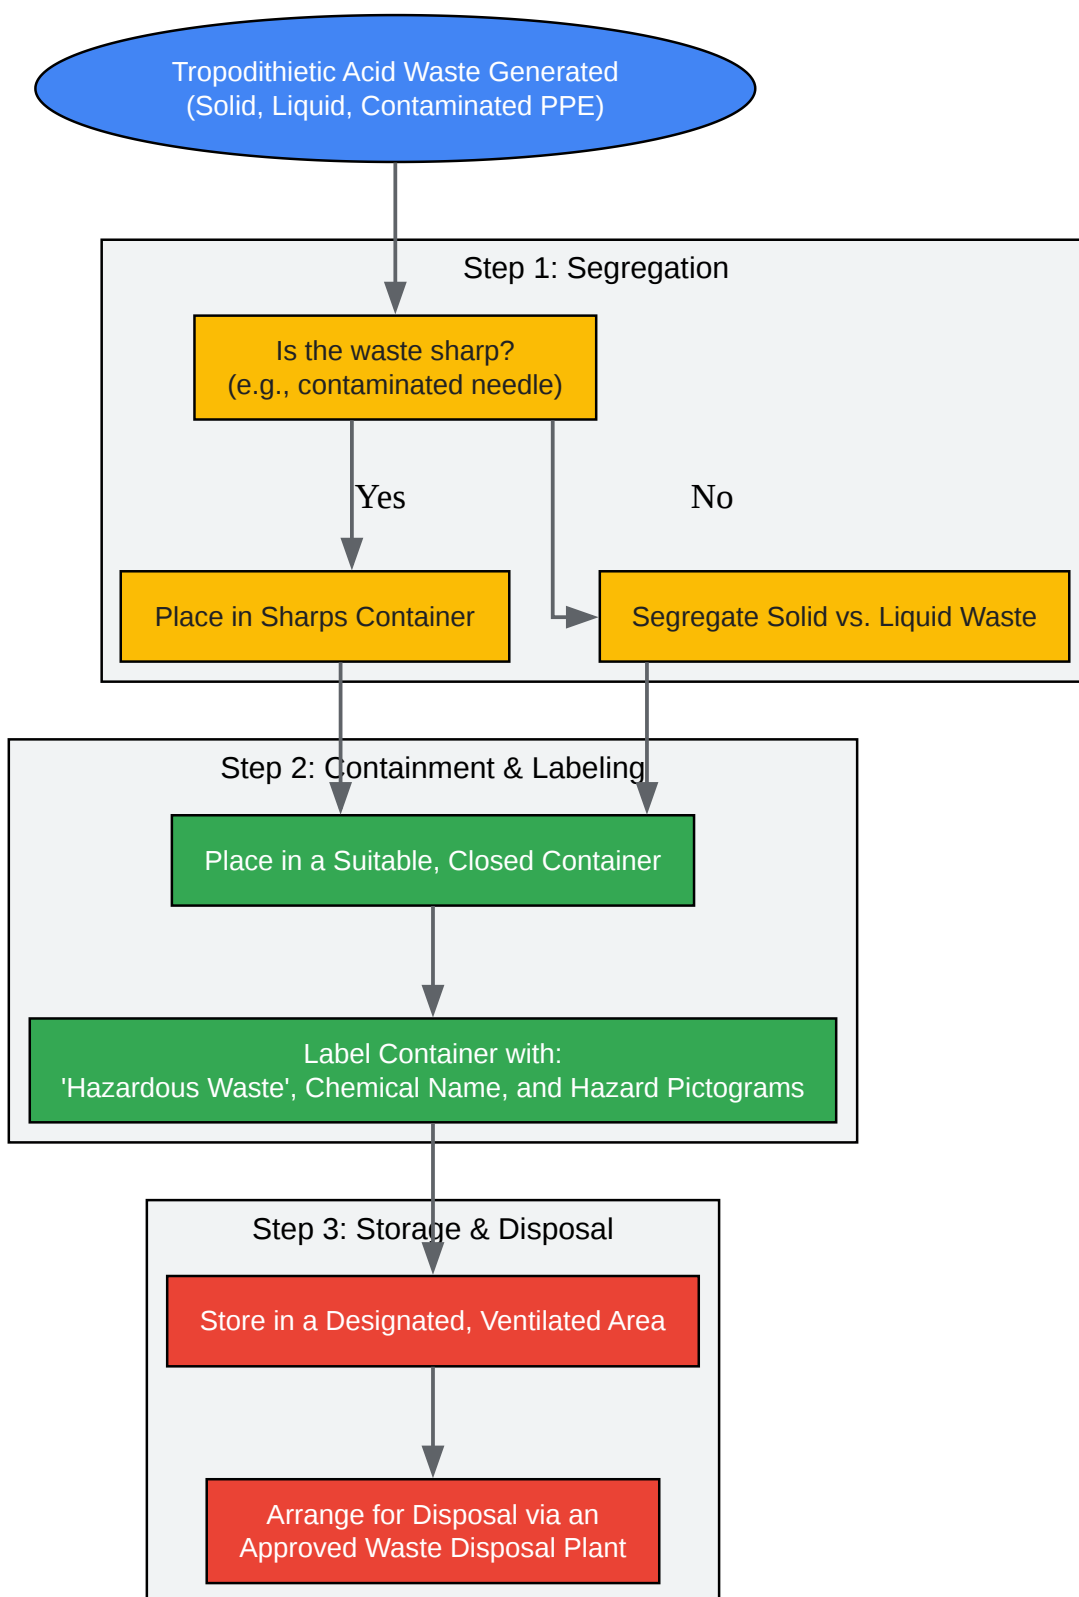 Tropodithietic Acid Waste Generated
(Solid, Liquid, Contaminated PPE)
Step 1: Segregation
Is the waste sharp?
(e.g., contaminated needle)
Yes
No
Place in Sharps Container
Segregate Solid vs. Liquid Waste
Step 2: Containment & Labeling
Place in a Suitable, Closed Container
Label Container with:
'Hazardous Waste', Chemical Name, and Hazard Pictograms
Step 3: Storage & Disposal
Store in a Designated, Ventilated Area
Arrange for Disposal via an
Approved Waste Disposal Plant